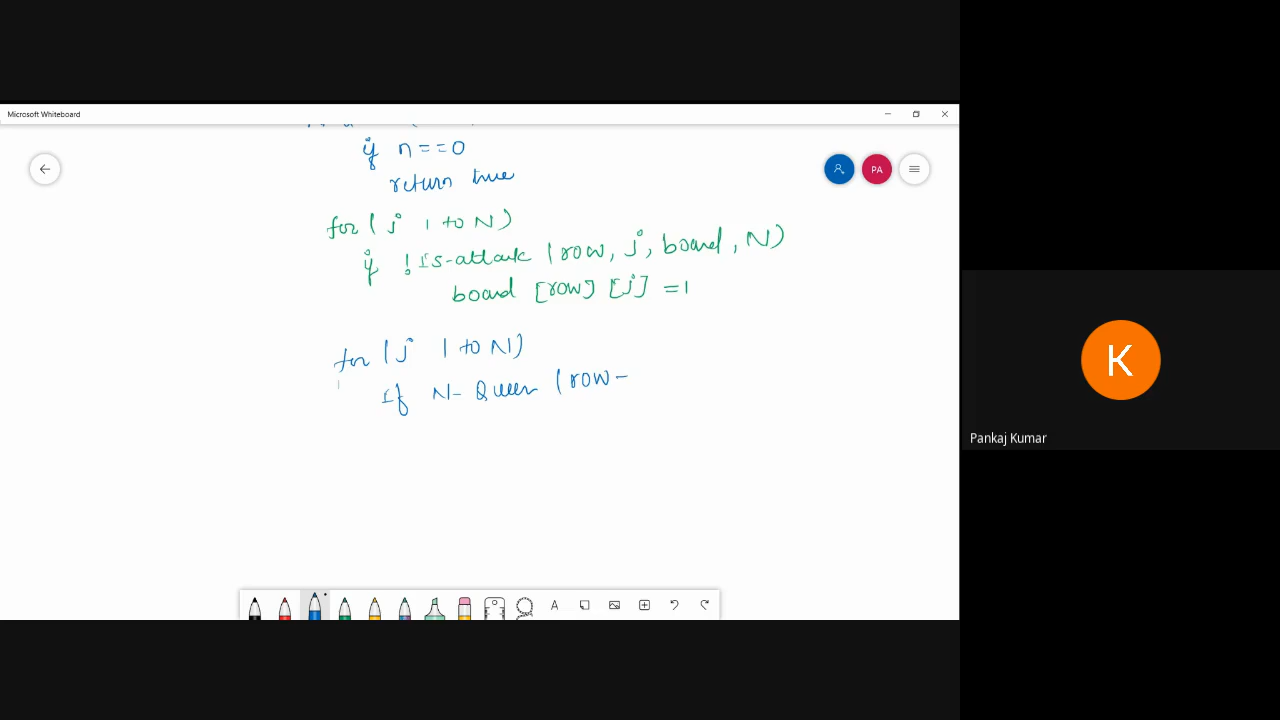 Microsoft Whiteboard
if n==0
return true
PA
for ( j 1 to N)
if ! Is-attack (row, j, board, N)
board [row] [j] =1
for ( j 1 to N)
If N-Queen (row-
K
Pankaj Kumar
A